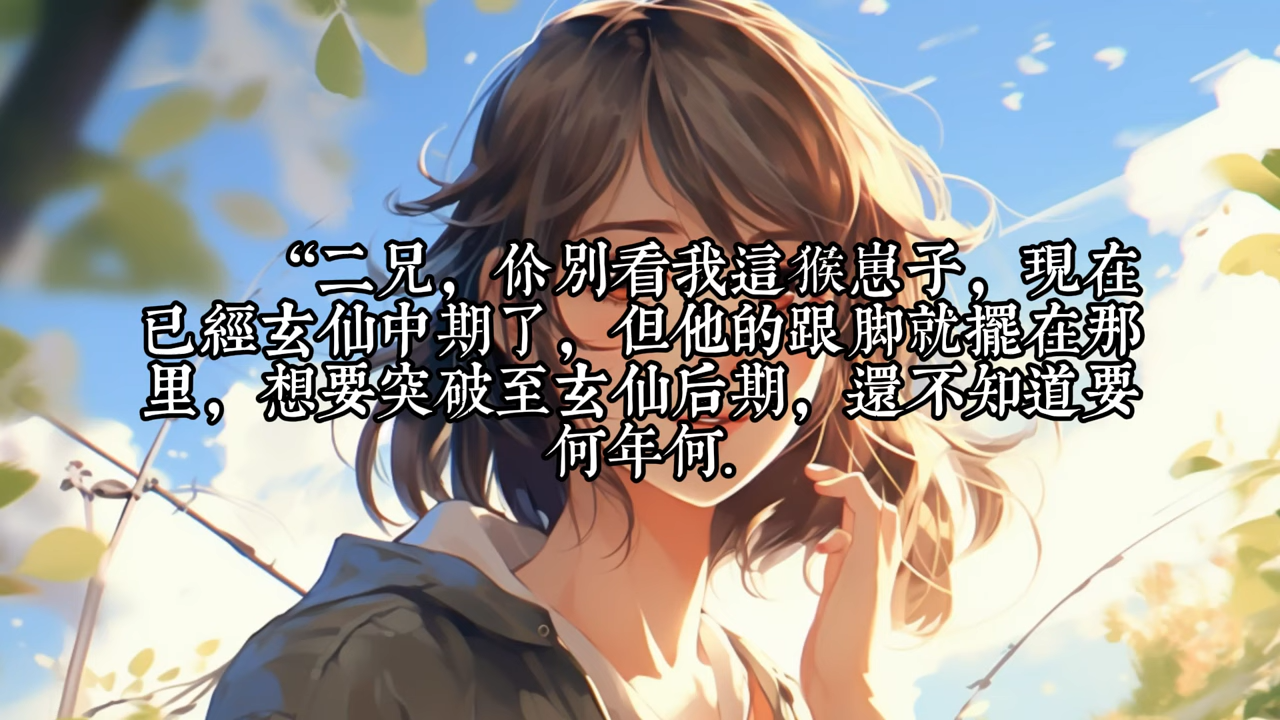 “二兄，伱別看我這猴崽子，現在
已經玄仙中期了，但他的跟脚就擺在那
里，想要突破至玄仙后期，還不知道要
何年何.